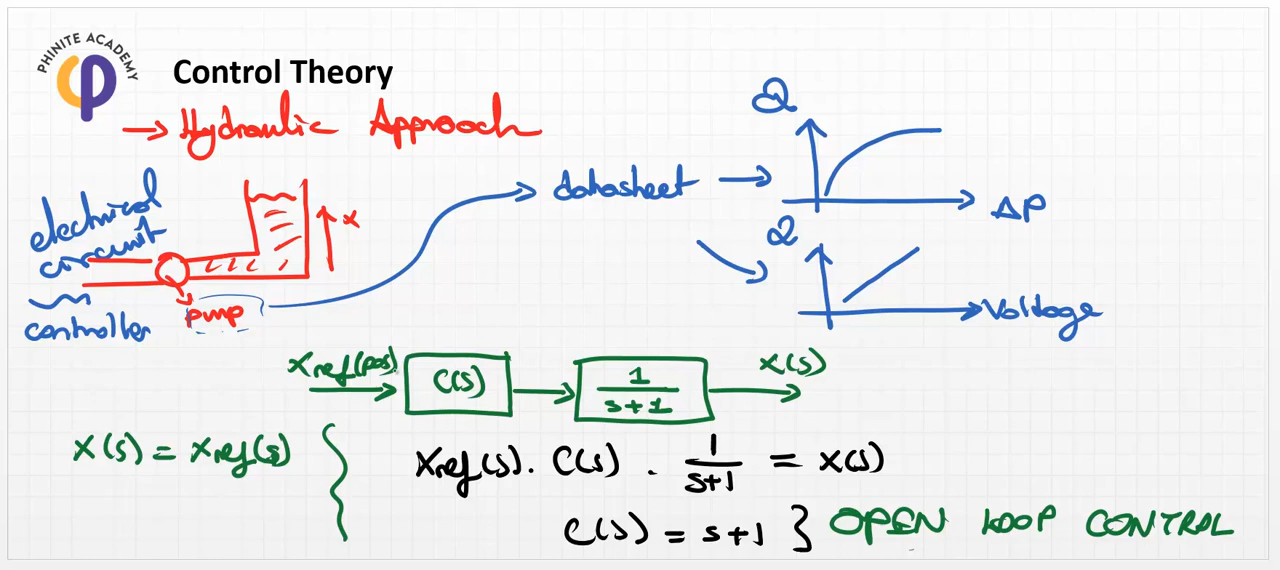 PHINITE ACADEMY
Control Theory
→ Hydraulic Approach
Q
electrical
circuit
controller
x
pump
datasheet
ΔP
Q
Voltage
Xref(pos)
C(s)
1
s+1
X(s)
X(s) = Xref(s)
Xref(s) . C(s) . 1/s+1 = X(s)
C(s) = s+1 } OPEN LOOP CONTROL